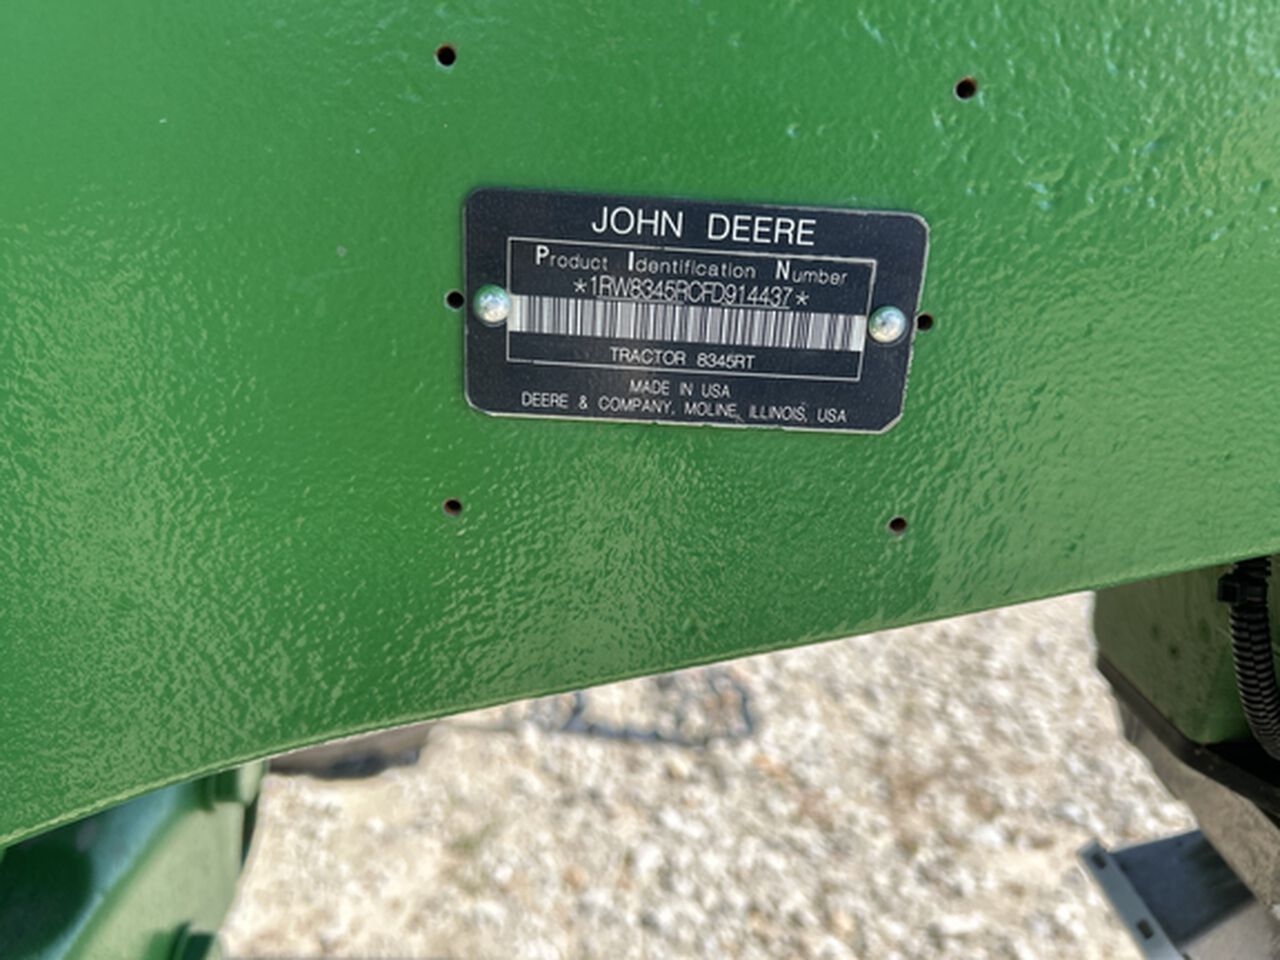 JOHN DEERE
Product Identification Number
*1RW8345RCFD914437*
TRACTOR 8345RT
MADE IN USA
DEERE & COMPANY, MOLINE, ILLINOIS, USA